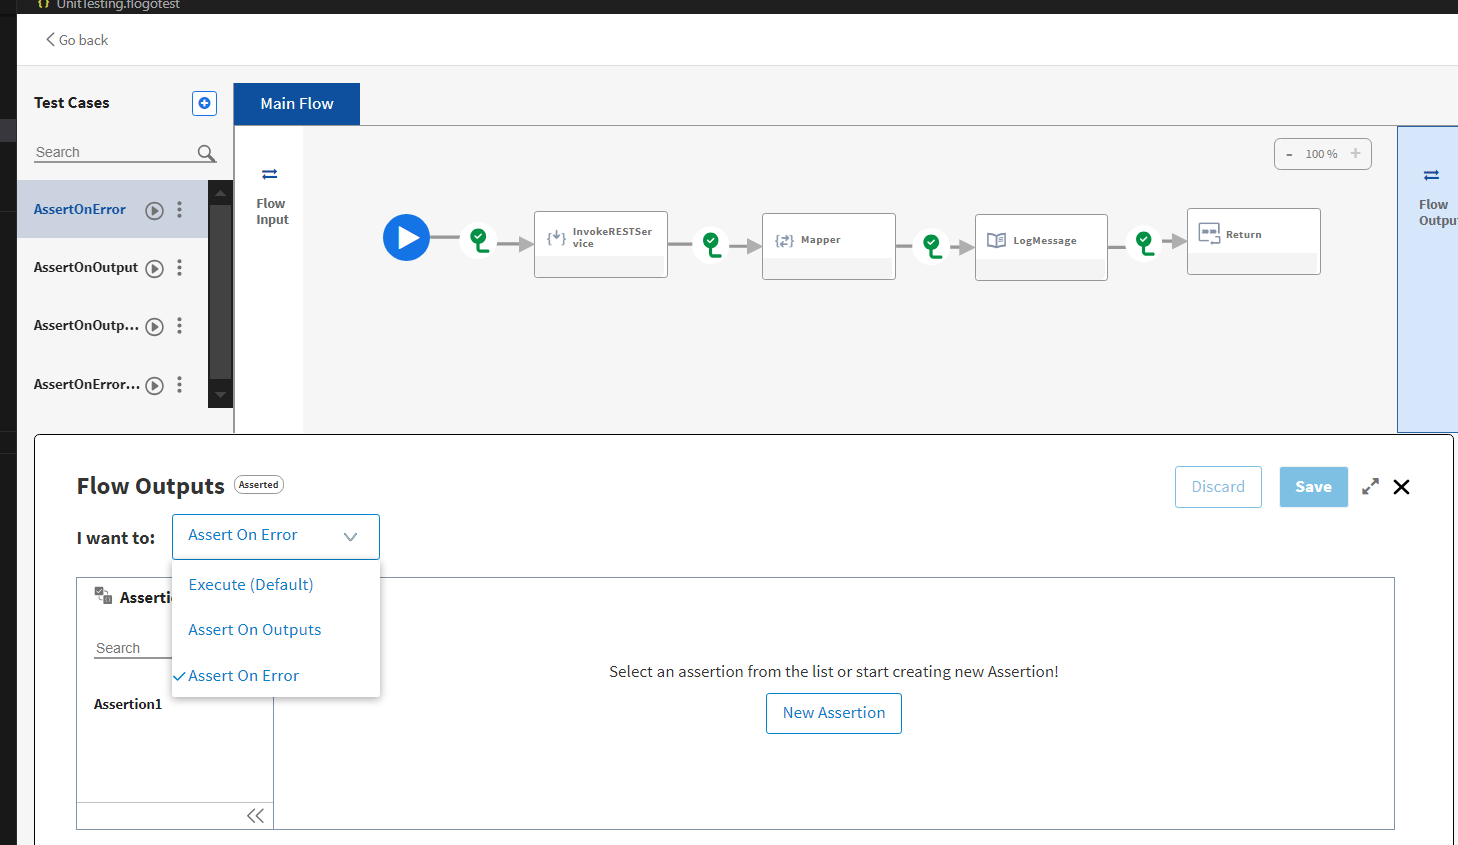 UnitTesting.flogotest
Go back
Test Cases
Main Flow
Search
- 100 % +
Flow
Input
Flow
Outpu
AssertOnError
AssertOnOutput
AssertOnOutp...
AssertOnError...
InvokeRESTSer
vice
Mapper
LogMessage
Return
Flow Outputs
Asserted
Discard
Save
I want to:
Assert On Error
Execute (Default)
Assert On Outputs
Assert On Error
Asserti
Search
Assertion1
Select an assertion from the list or start creating new Assertion!
New Assertion